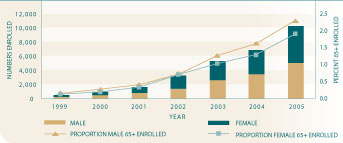 NUMBERS ENROLLED
12,000
10,000
8,000
6,000
4,000
2,000
0
2.5
2.0
1.5
1.0
0.5
0.0
PERCENT 65+ ENROLLED
1999 2000 2001 2002 2003 2004 2005
YEAR
MALE FEMALE
PROPORTION MALE 65+ ENROLLED PROPORTION FEMALE 65+ ENROLLED